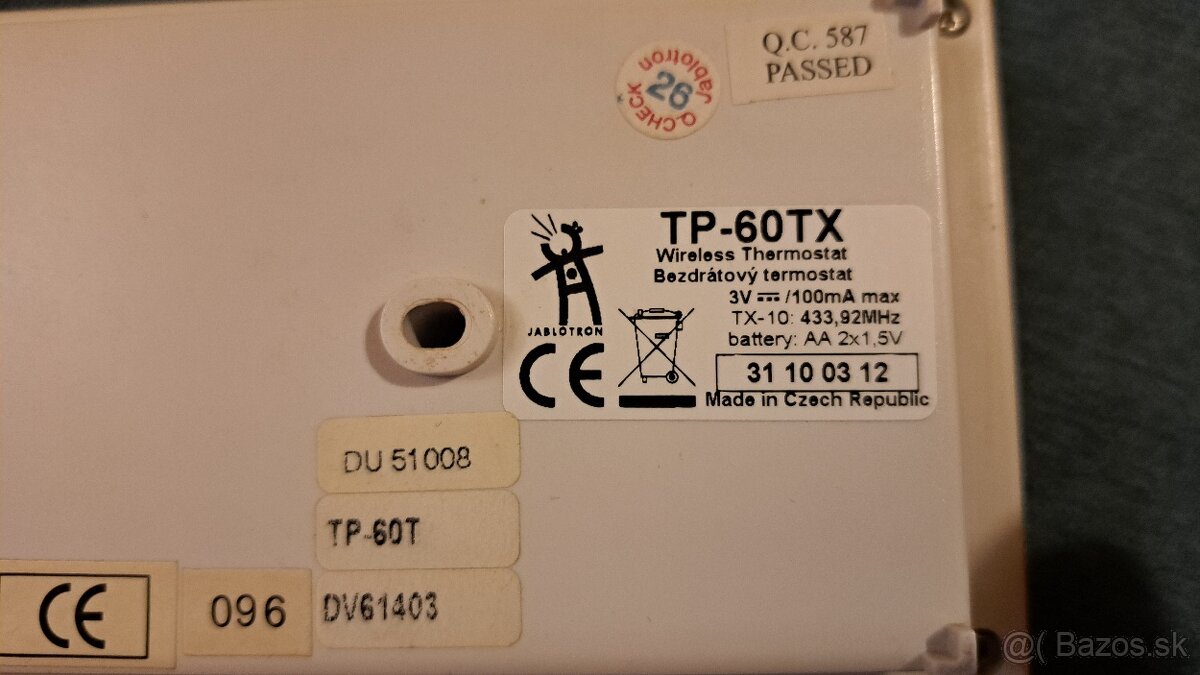 Q.C. 587
PASSED
Jablotron
26
Q.CHECK
TP-60TX
Wireless Thermostat
Bezdrátový termostat
3V ⎓ /100mA max
TX-10: 433,92MHz
battery: AA 2x1,5V
31 10 03 12
Made in Czech Republic
JABLOTRON
CE
DU 51008
TP-60T
DV61403
CE
096
@( Bazos.sk